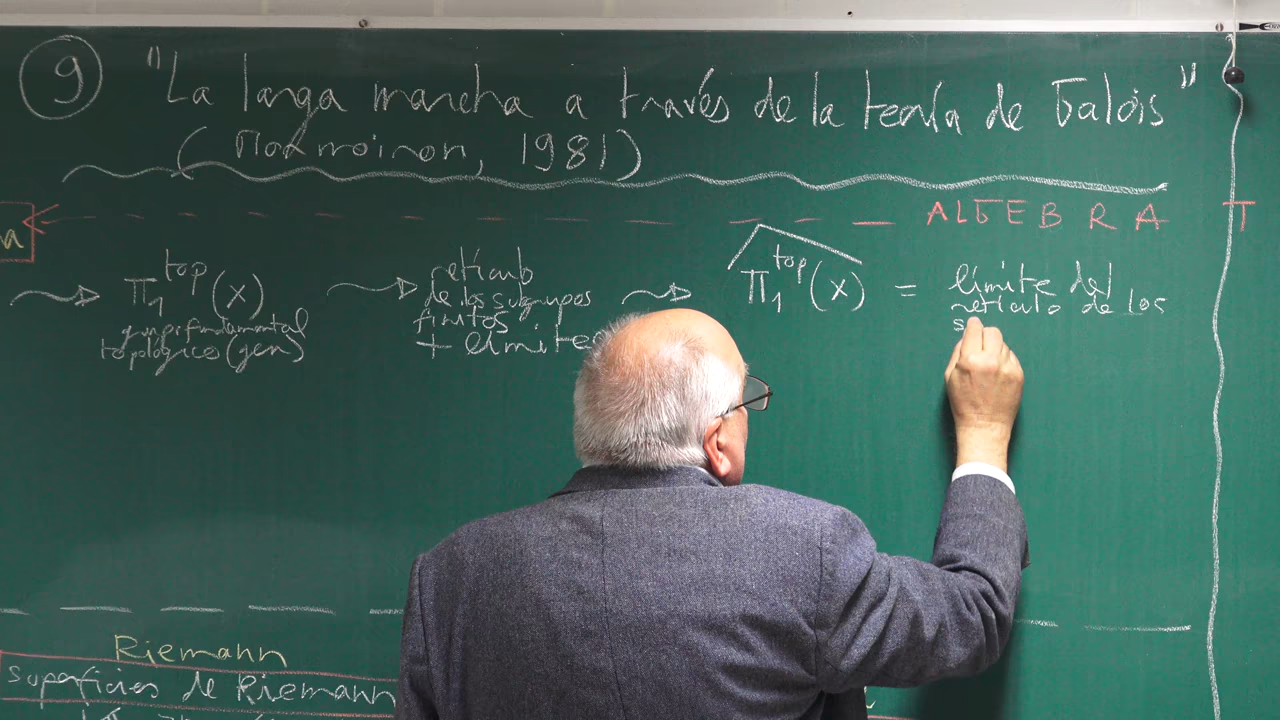 9 "La larga marcha a través de la teoría de Galois"
(Mormoiron, 1981)
ALGEBRA T
a
π₁^top(X)
grupo fundamental
topológico (gen)
retículo
de los subgrupos
finitos
+ límites
π₁^top(X) = límite del
retículo de los
s
Riemann
Superficies de Riemann